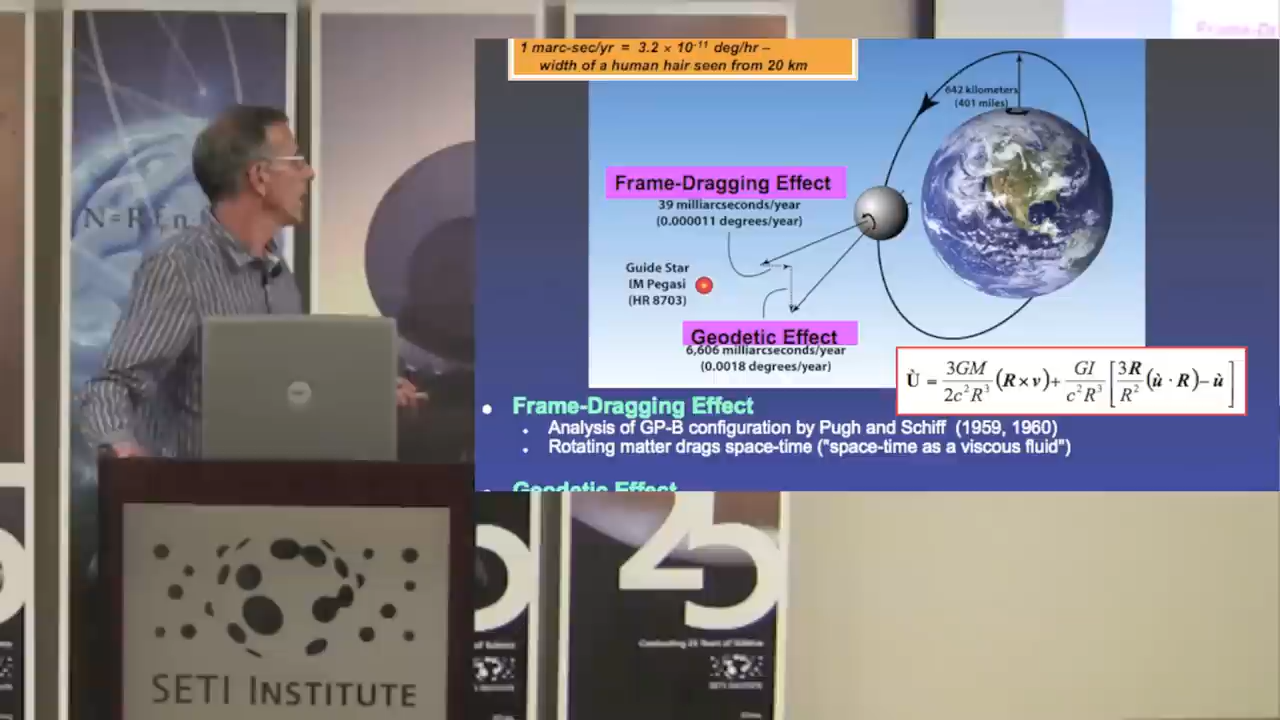 1 marc-sec/yr = 3.2 × 10⁻¹¹ deg/hr –
width of a human hair seen from 20 km
642 kilometers
(401 miles)
Frame-Dragging Effect
39 milliarcseconds/year
(0.000011 degrees/year)
Guide Star
IM Pegasi
(HR 8703)
Geodetic Effect
6,606 milliarcseconds/year
(0.0018 degrees/year)
Ù = 3GM/2c²R³ (R × v) + GI/c²R³ [3R/R² (ù · R) – ù]
• Frame-Dragging Effect
• Analysis of GP-B configuration by Pugh and Schiff (1959, 1960)
• Rotating matter drags space-time ("space-time as a viscous fluid")
• Geodetic Effect
N=R
25
SETI INSTITUTE
SETI INSTITUTE